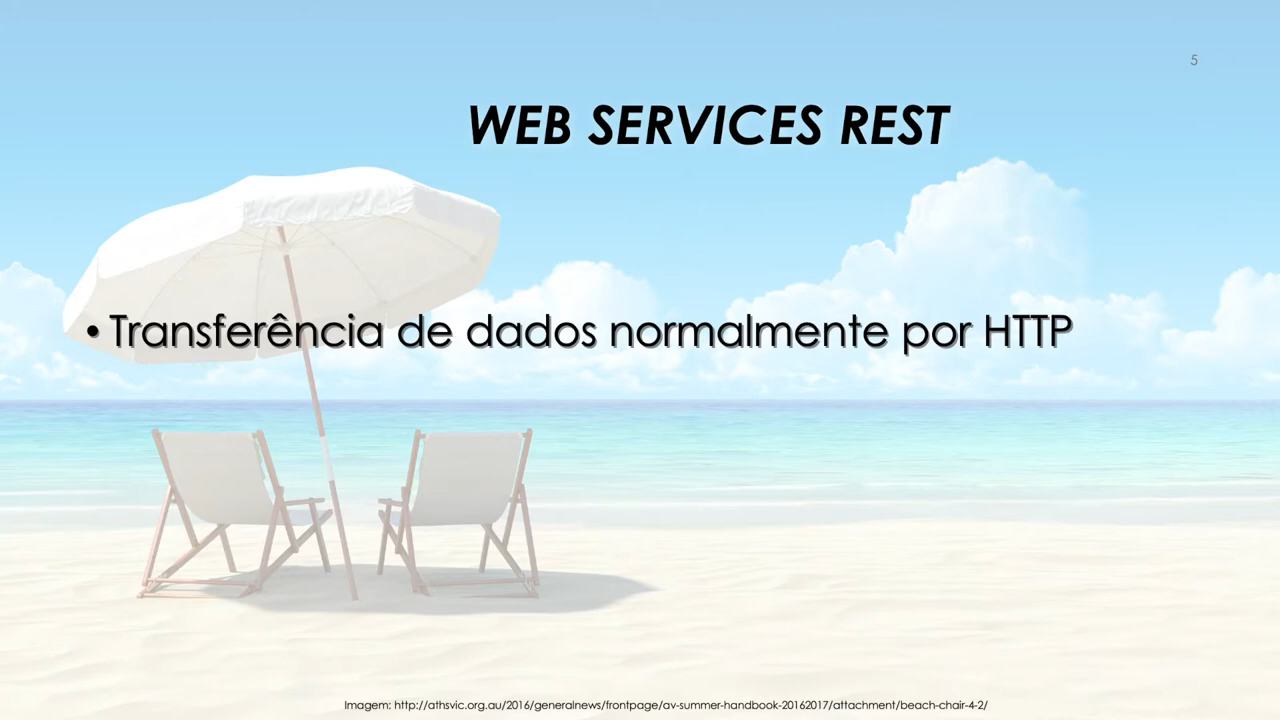 5
WEB SERVICES REST
• Transferência de dados normalmente por HTTP
Imagem: http://athsvic.org.au/2016/generalnews/frontpage/av-summer-handbook-20162017/attachment/beach-chair-4-2/